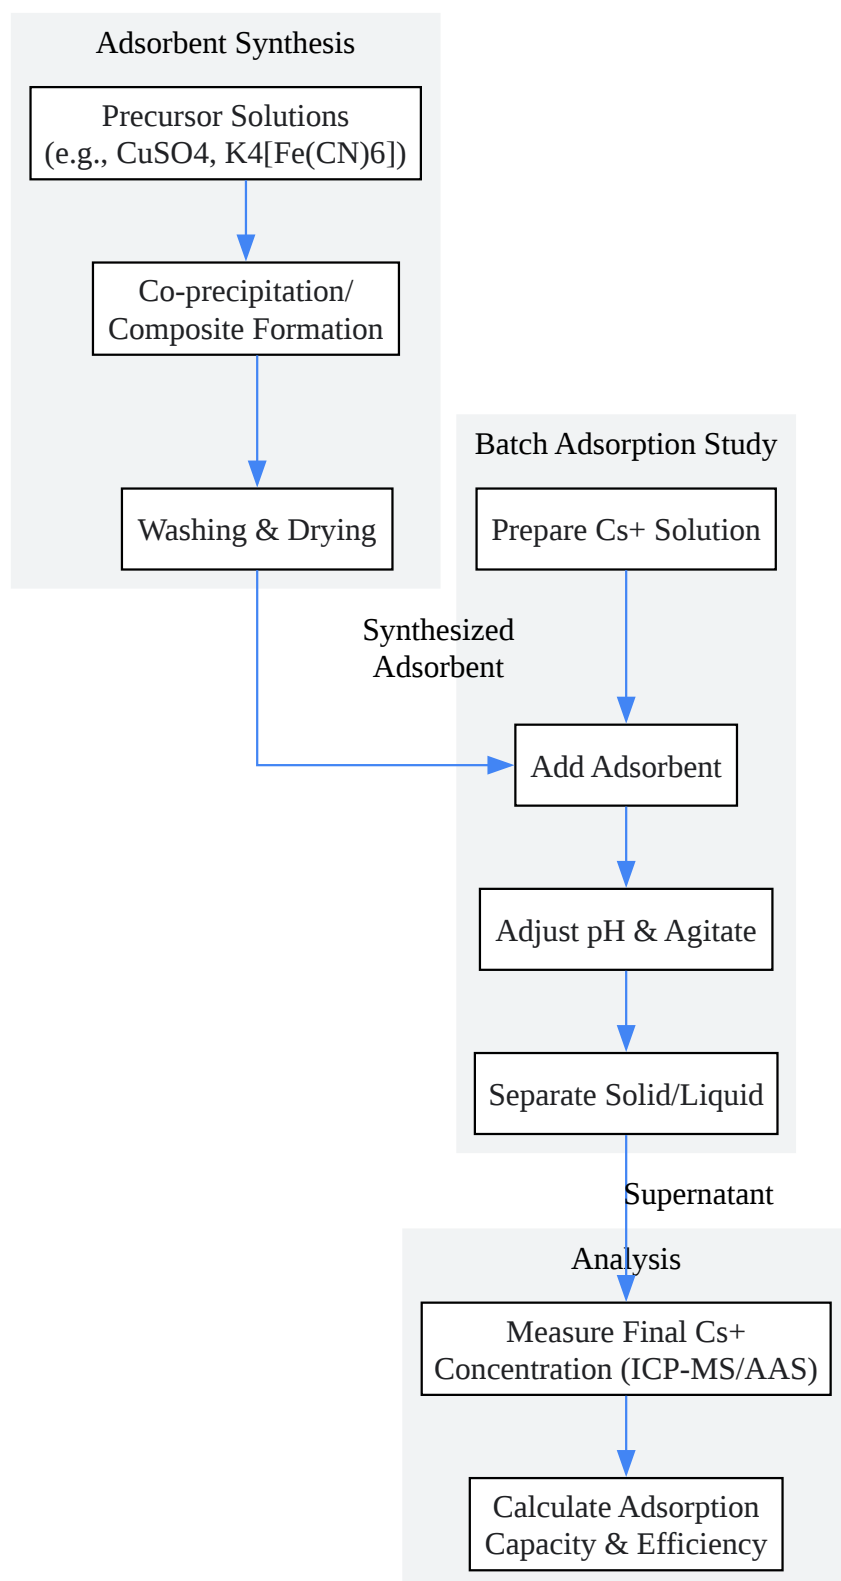 Adsorbent Synthesis
Precursor Solutions
(e.g., CuSO4, K4[Fe(CN)6])
Co-precipitation/
Composite Formation
Washing & Drying
Batch Adsorption Study
Prepare Cs+ Solution
Synthesized
Adsorbent
Add Adsorbent
Adjust pH & Agitate
Separate Solid/Liquid
Supernatant
Analysis
Measure Final Cs+
Concentration (ICP-MS/AAS)
Calculate Adsorption
Capacity & Efficiency